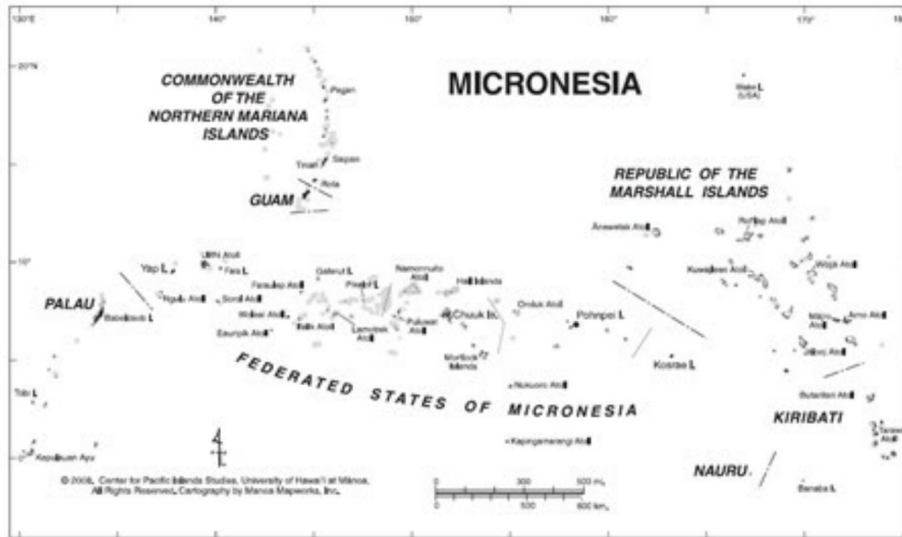 130°E
140°
150°
160°
170°
20°N
MICRONESIA
COMMONWEALTH
OF THE
NORTHERN MARIANA
ISLANDS
Pagan
Wake I.
(USA)
Saipan
Tinian
Rota
GUAM
REPUBLIC OF THE
MARSHALL ISLANDS
Enewetak Atoll
10°
Ulithi Atoll
Yap I.
Fais I.
Gaferut I.
Namonuito
Atoll
Hall Islands
Kwajalein Atoll
Wotje Atoll
Faraulep Atoll
PALAU
Ngulu Atoll
Sorol Atoll
Oroluk Atoll
Babeldaob I.
Woleai Atoll
Ifalik Atoll
Chuuk Is.
Pohnpei I.
Majuro
Atoll
Arno Atoll
Eauripik Atoll
Lamotrek
Atoll
Puluwat
Atoll
Mortlock
Islands
Kosrae I.
Jaluit Atoll
FEDERATED STATES OF MICRONESIA
Tobi I.
Nukuoro Atoll
Butaritari Atoll
KIRIBATI
Tarawa
Atoll
Kapingamarangi Atoll
Kepulauan Ayu
NAURU
Banaba I.
© 2008, Center for Pacific Islands Studies, University of Hawai'i at Mānoa.
All Rights Reserved. Cartography by Manoa Mapworks, Inc.
0 300 600 mi.
0 300 600 km.